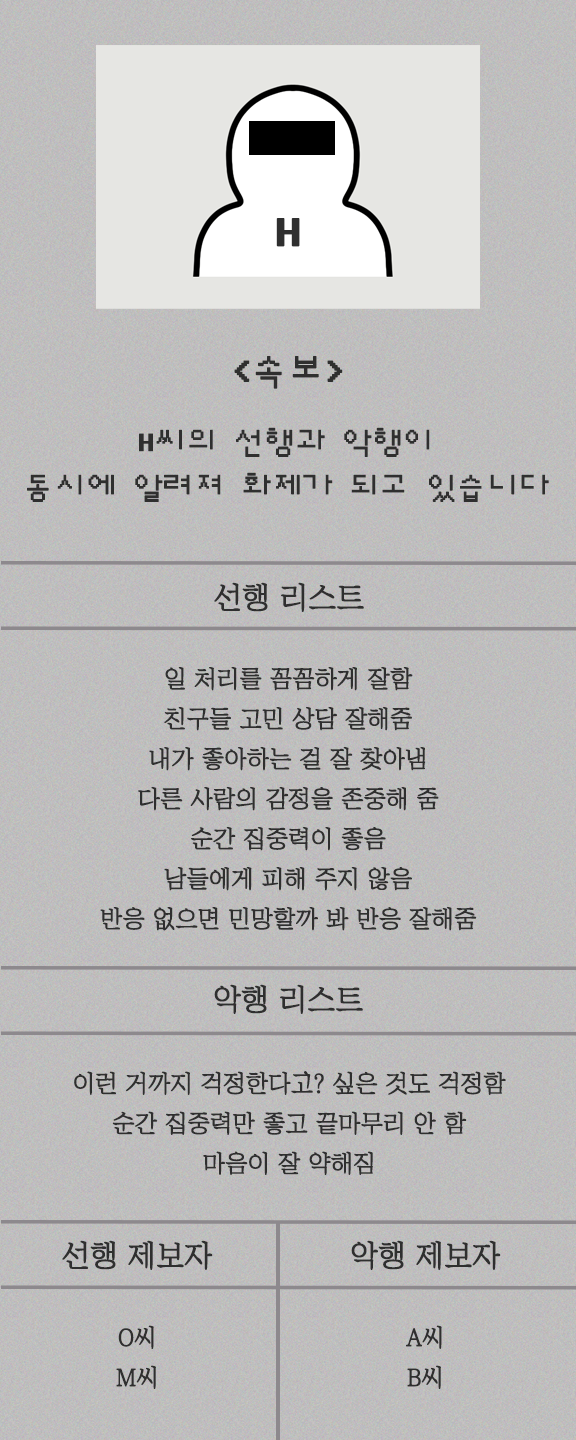 H
<속보>
H씨의 선행과 악행이
동시에 알려져 화제가 되고 있습니다
선행 리스트
일 처리를 꼼꼼하게 잘함
친구들 고민 상담 잘해줌
내가 좋아하는 걸 잘 찾아냄
다른 사람의 감정을 존중해 줌
순간 집중력이 좋음
남들에게 피해 주지 않음
반응 없으면 민망할까 봐 반응 잘해줌
악행 리스트
이런 거까지 걱정한다고? 싶은 것도 걱정함
순간 집중력만 좋고 끝마무리 안 함
마음이 잘 약해짐
선행 제보자
O씨
M씨
악행 제보자
A씨
B씨